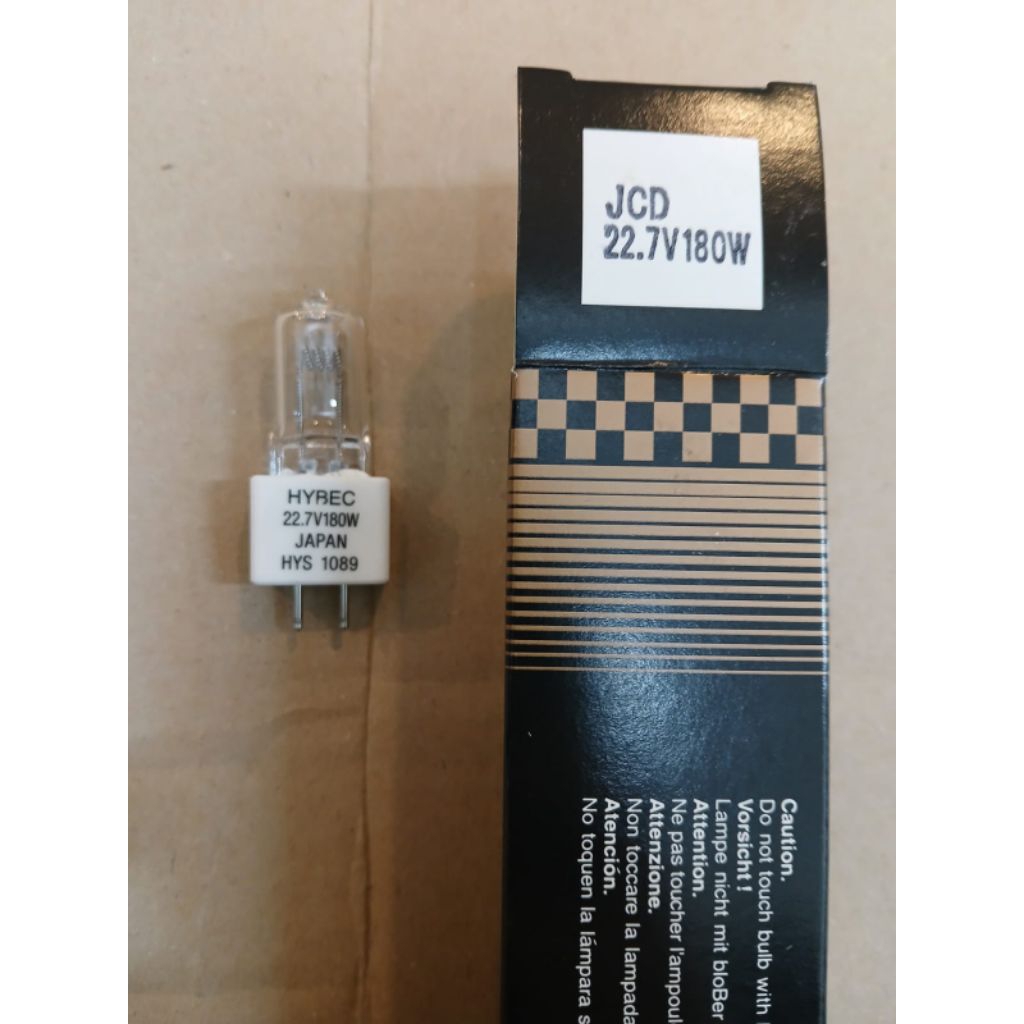 JCD
22.7V180W
HYBEC
22.7V180W
JAPAN
HYS 1089
Caution.
Do not touch bulb with
Vorsicht!
Lampe nicht mit bloBer
Attention.
Ne pas toucher l'ampoul
Attenzione.
Non toccare la lampada
Atención.
No toquen la lámpara s